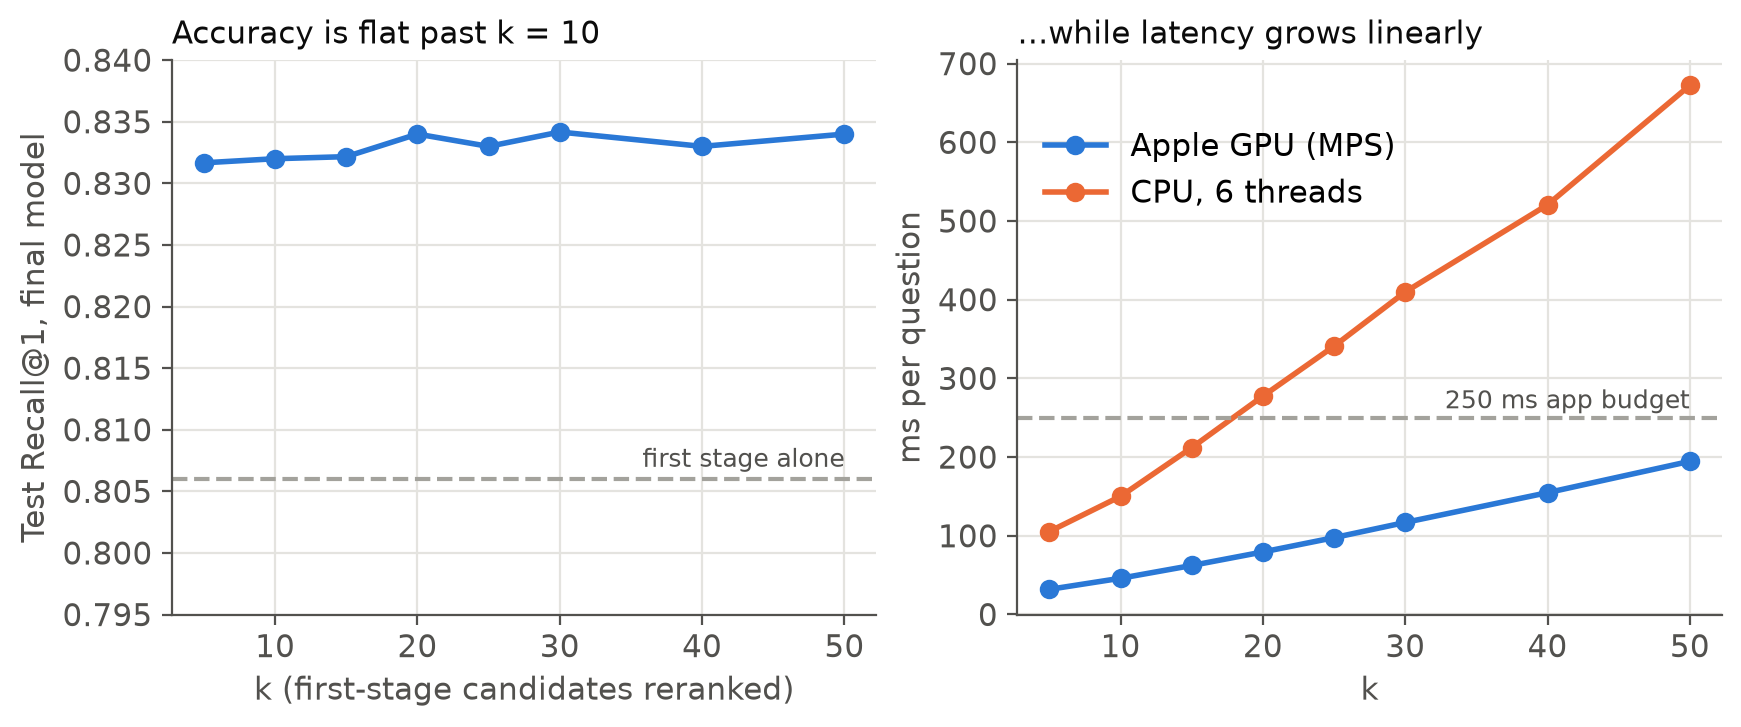 Accuracy is flat past k = 10
Test Recall@1, final model
0.840
0.835
0.830
0.825
0.820
0.815
0.810
0.805
0.800
0.795
first stage alone
10 20 30 40 50
k (first-stage candidates reranked)
...while latency grows linearly
ms per question
700
600
500
400
300
200
100
0
Apple GPU (MPS)
CPU, 6 threads
250 ms app budget
10 20 30 40 50
k